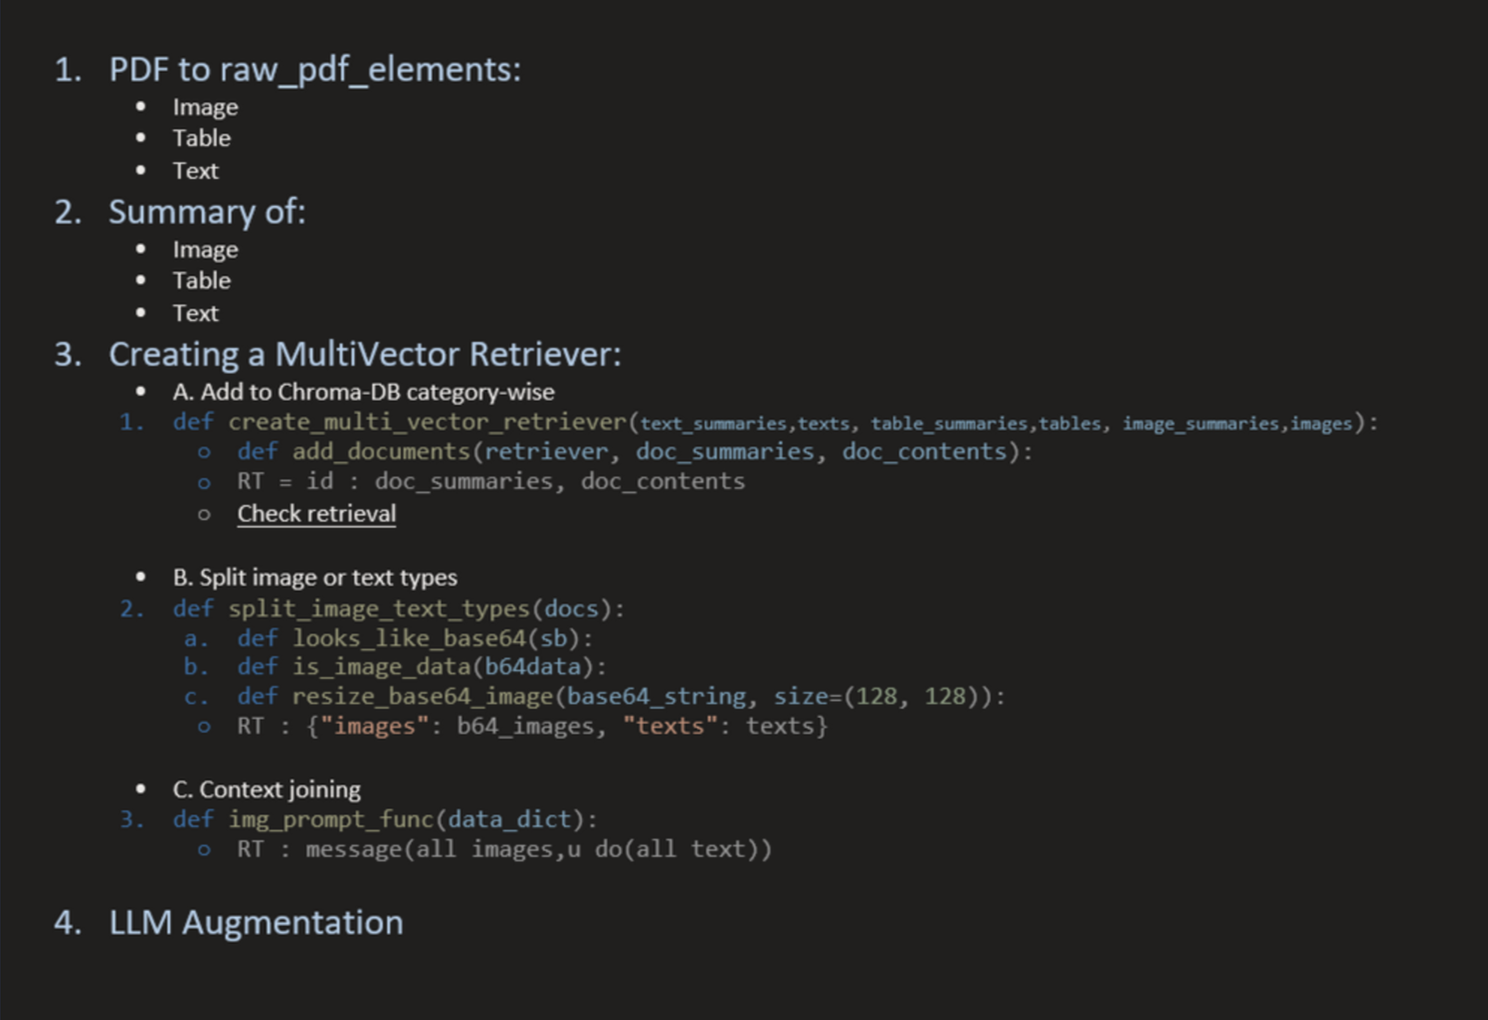 1. PDF to raw_pdf_elements:
• Image
• Table
• Text
2. Summary of:
• Image
• Table
• Text
3. Creating a MultiVector Retriever:
• A. Add to Chroma-DB category-wise
1. def create_multi_vector_retriever(text_summaries,texts, table_summaries,tables, image_summaries,images):
○ def add_documents(retriever, doc_summaries, doc_contents):
○ RT = id : doc_summaries, doc_contents
○ Check retrieval
• B. Split image or text types
2. def split_image_text_types(docs):
a. def looks_like_base64(sb):
b. def is_image_data(b64data):
c. def resize_base64_image(base64_string, size=(128, 128)):
○ RT : {"images": b64_images, "texts": texts}
• C. Context joining
3. def img_prompt_func(data_dict):
○ RT : message(all images,u do(all text))
4. LLM Augmentation